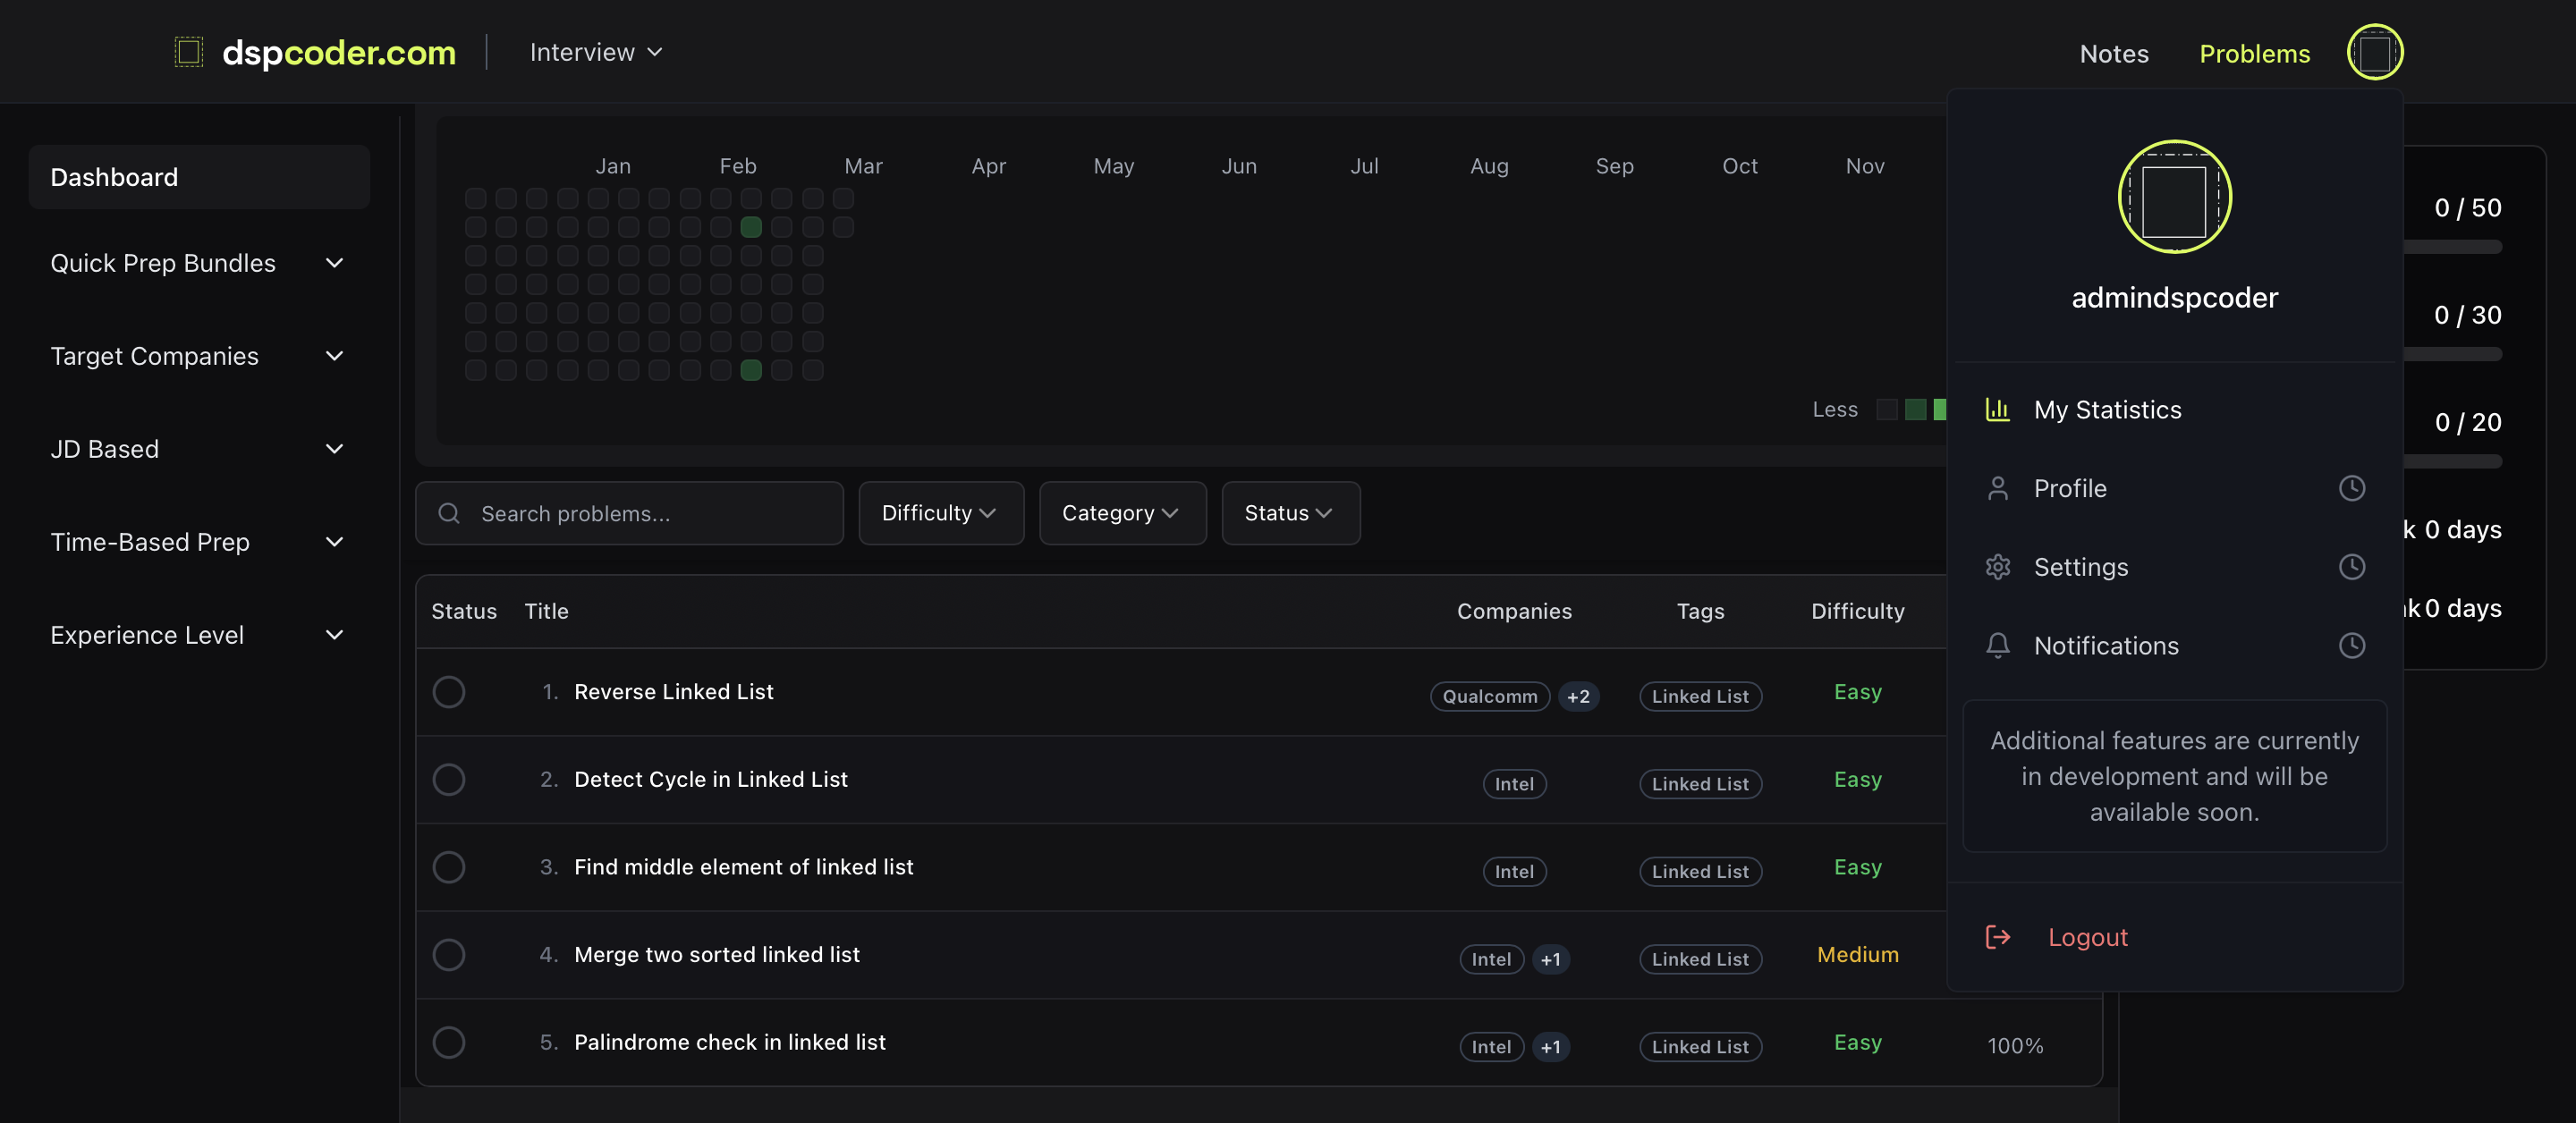 dspcoder.com
Interview
Notes
Problems
Dashboard
Quick Prep Bundles
Target Companies
JD Based
Time-Based Prep
Experience Level
Jan Feb Mar Apr May Jun Jul Aug Sep Oct Nov
Less
Search problems...
Difficulty
Category
Status
Status Title Companies Tags Difficulty
1. Reverse Linked List Qualcomm +2 Linked List Easy
2. Detect Cycle in Linked List Intel Linked List Easy
3. Find middle element of linked list Intel Linked List Easy
4. Merge two sorted linked list Intel +1 Linked List Medium
5. Palindrome check in linked list Intel +1 Linked List Easy 100%
admindspcoder
My Statistics
Profile
Settings
Notifications
Additional features are currently
in development and will be
available soon.
Logout
0 / 50
0 / 30
0 / 20
0 days
0 days